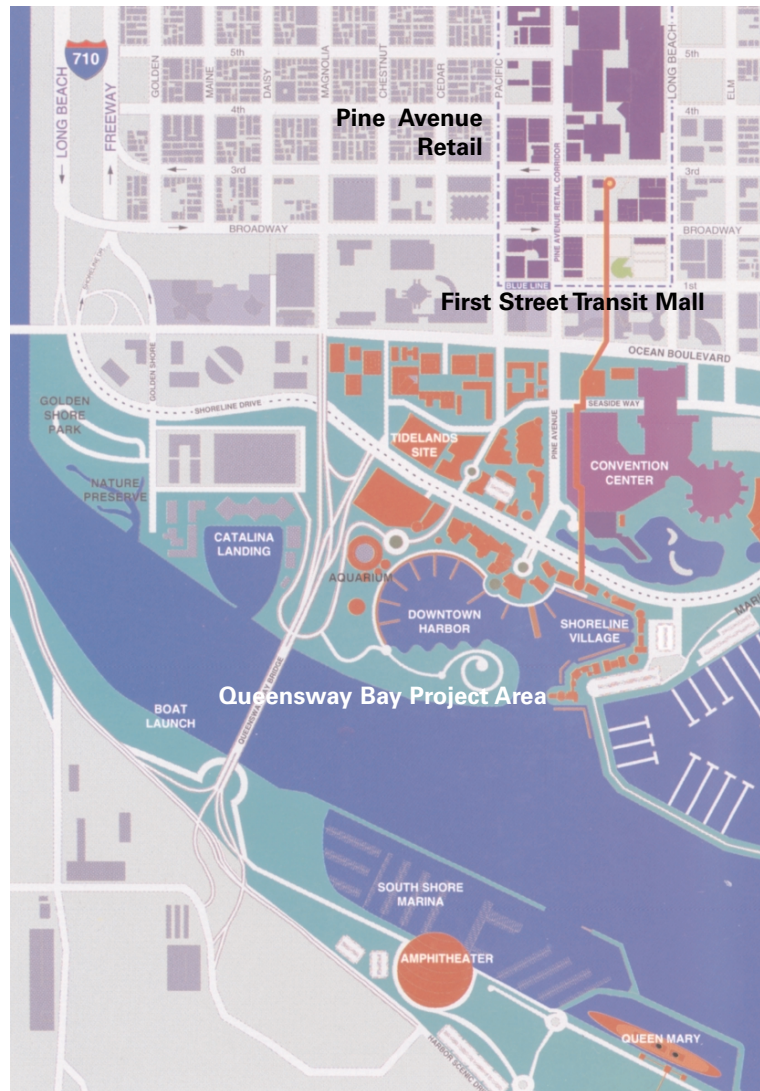 710
LONG BEACH
FREEWAY
GOLDEN
MAINE
DAISY
MAGNOLIA
CHESTNUT
CEDAR
PACIFIC
LONG BEACH
ELM
5th
5th
4th
4th
Pine Avenue
Retail
3rd
3rd
PINE AVENUE RETAIL CORRIDOR
BROADWAY
BROADWAY
SHORELINE DR.
BLUE LINE
1st
First Street Transit Mall
OCEAN BOULEVARD
GOLDEN SHORE
GOLDEN
SHORE
PARK
SHORELINE DRIVE
SEASIDE WAY
PINE AVENUE
TIDELANDS
SITE
CONVENTION
CENTER
NATURE
PRESERVE
CATALINA
LANDING
AQUARIUM
DOWNTOWN
HARBOR
SHORELINE
VILLAGE
Queensway Bay Project Area
BOAT
LAUNCH
SOUTH SHORE
MARINA
AMPHITHEATER
QUEEN MARY